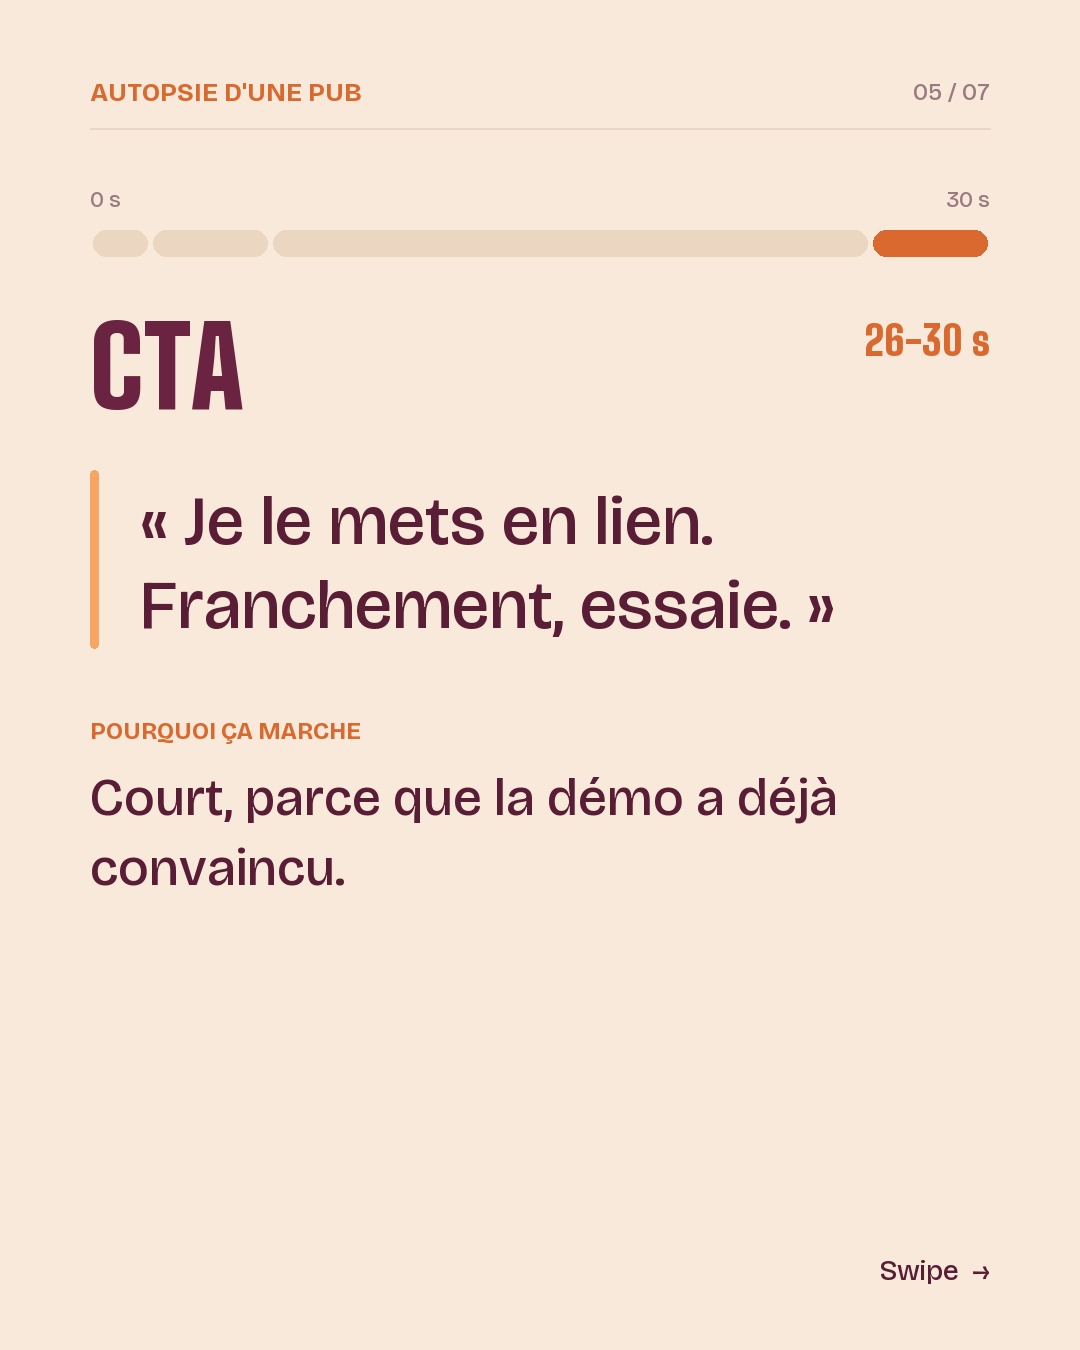 AUTOPSIE D'UNE PUB
05 / 07
0 s
30 s
CTA
26–30 s
« Je le mets en lien.
Franchement, essaie. »
POURQUOI ÇA MARCHE
Court, parce que la démo a déjà
convaincu.
Swipe →